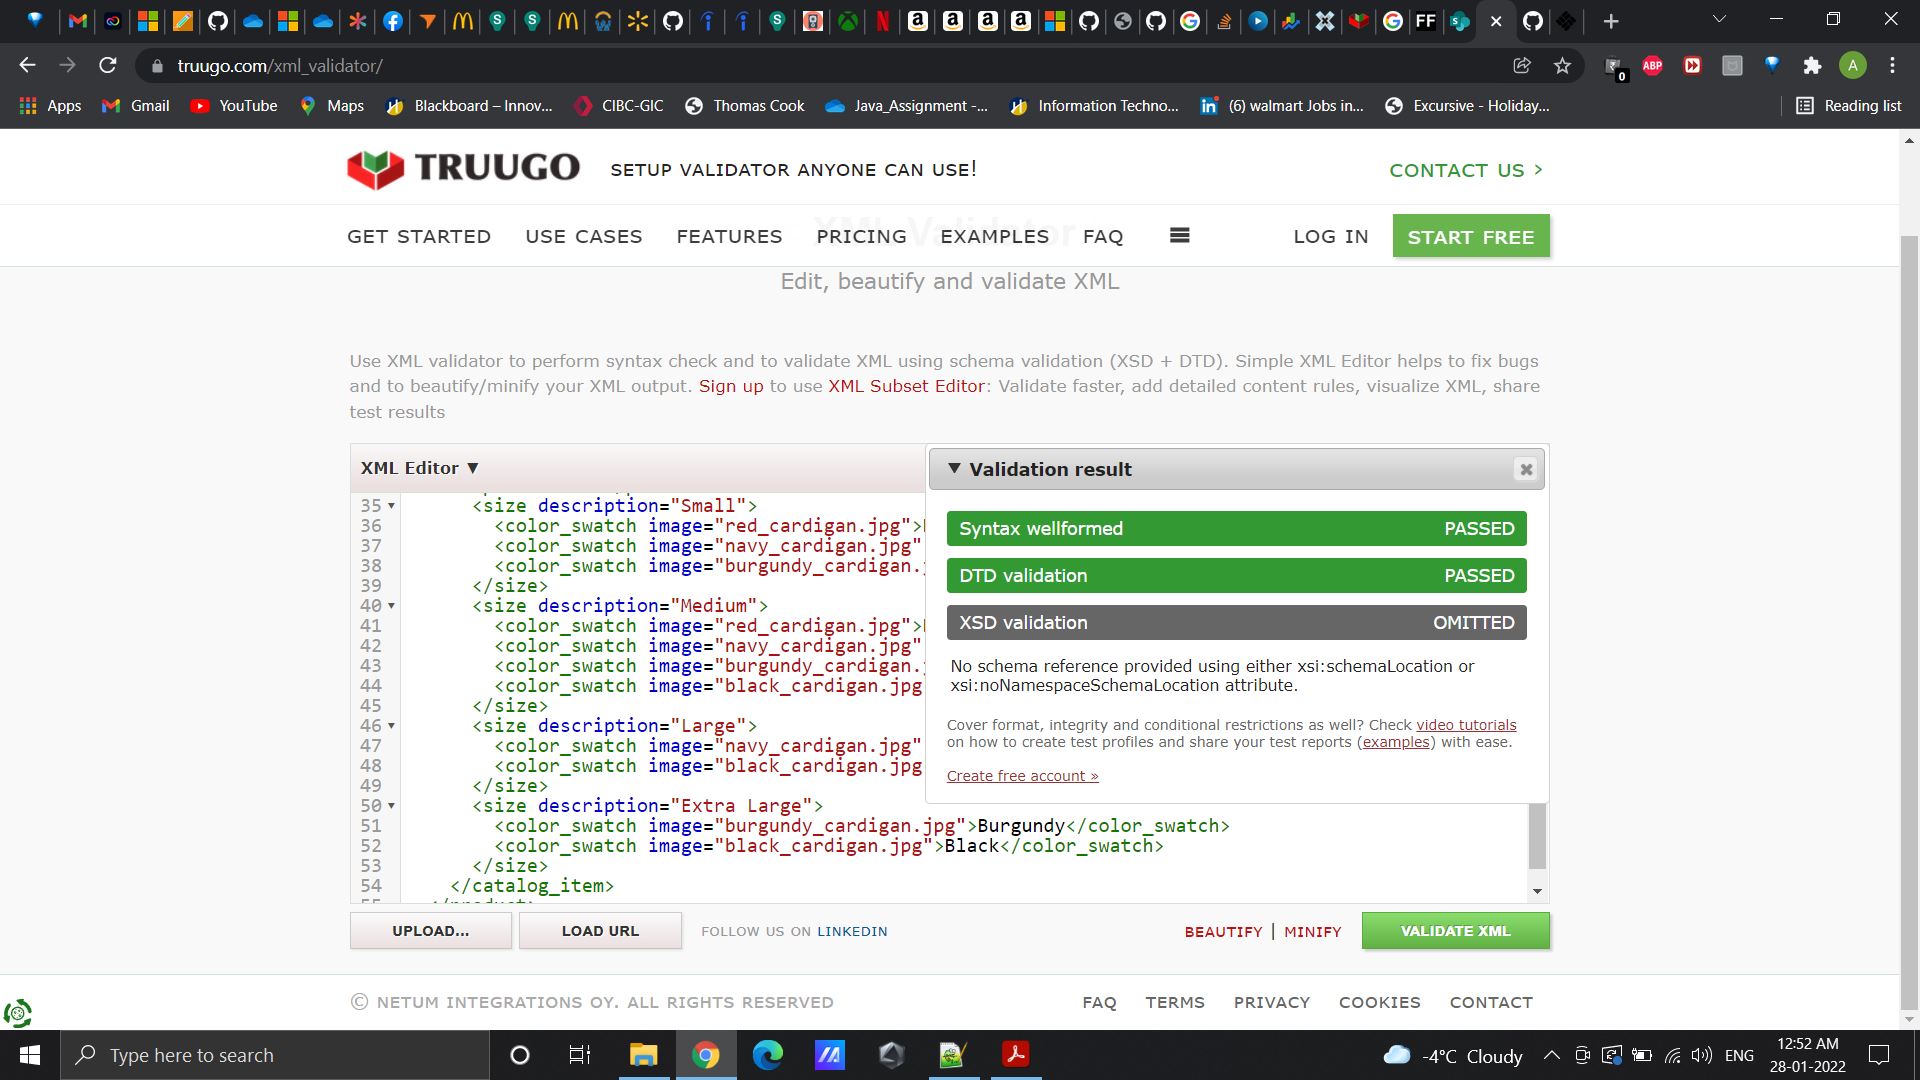 truugo.com/xml_validator/
0
ABP
A
FF
Apps
Gmail
YouTube
Maps
Blackboard – Innov...
CIBC-GIC
Thomas Cook
Java_Assignment -...
Information Techno...
(6) walmart Jobs in...
Excursive - Holiday...
Reading list
TRUUGO
SETUP VALIDATOR ANYONE CAN USE!
CONTACT US >
XML Validator
GET STARTED
USE CASES
FEATURES
PRICING
EXAMPLES
FAQ
LOG IN
START FREE
Edit, beautify and validate XML
Use XML validator to perform syntax check and to validate XML using schema validation (XSD + DTD). Simple XML Editor helps to fix bugs
and to beautify/minify your XML output. Sign up to use XML Subset Editor: Validate faster, add detailed content rules, visualize XML, share
test results
XML Editor ▼
35 <size description="Small">
36 <color_swatch image="red_cardigan.jpg">
37 <color_swatch image="navy_cardigan.jpg"
38 <color_swatch image="burgundy_cardigan.
39 </size>
40 <size description="Medium">
41 <color_swatch image="red_cardigan.jpg">
42 <color_swatch image="navy_cardigan.jpg"
43 <color_swatch image="burgundy_cardigan.
44 <color_swatch image="black_cardigan.jpg
45 </size>
46 <size description="Large">
47 <color_swatch image="navy_cardigan.jpg"
48 <color_swatch image="black_cardigan.jpg
49 </size>
50 <size description="Extra Large">
51 <color_swatch image="burgundy_cardigan.jpg">Burgundy</color_swatch>
52 <color_swatch image="black_cardigan.jpg">Black</color_swatch>
53 </size>
54 </catalog_item>
▼ Validation result
Syntax wellformed PASSED
DTD validation PASSED
XSD validation OMITTED
No schema reference provided using either xsi:schemaLocation or
xsi:noNamespaceSchemaLocation attribute.
Cover format, integrity and conditional restrictions as well? Check video tutorials
on how to create test profiles and share your test reports (examples) with ease.
Create free account »
UPLOAD...
LOAD URL
FOLLOW US ON LINKEDIN
BEAUTIFY | MINIFY
VALIDATE XML
© NETUM INTEGRATIONS OY. ALL RIGHTS RESERVED
FAQ
TERMS
PRIVACY
COOKIES
CONTACT
Type here to search
-4°C Cloudy
ENG
12:52 AM
28-01-2022